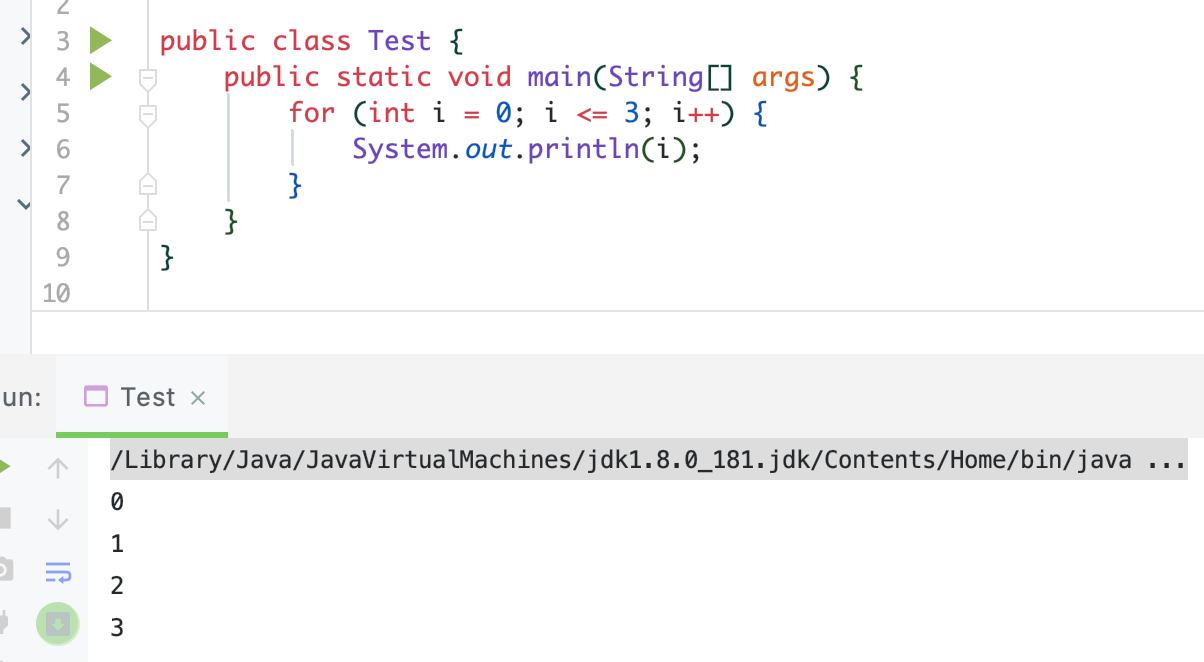 2
3 public class Test {
4 public static void main(String[] args) {
5 for (int i = 0; i <= 3; i++) {
6 System.out.println(i);
7 }
8 }
9 }
10
un: Test ×
/Library/Java/JavaVirtualMachines/jdk1.8.0_181.jdk/Contents/Home/bin/java ...
0
1
2
3